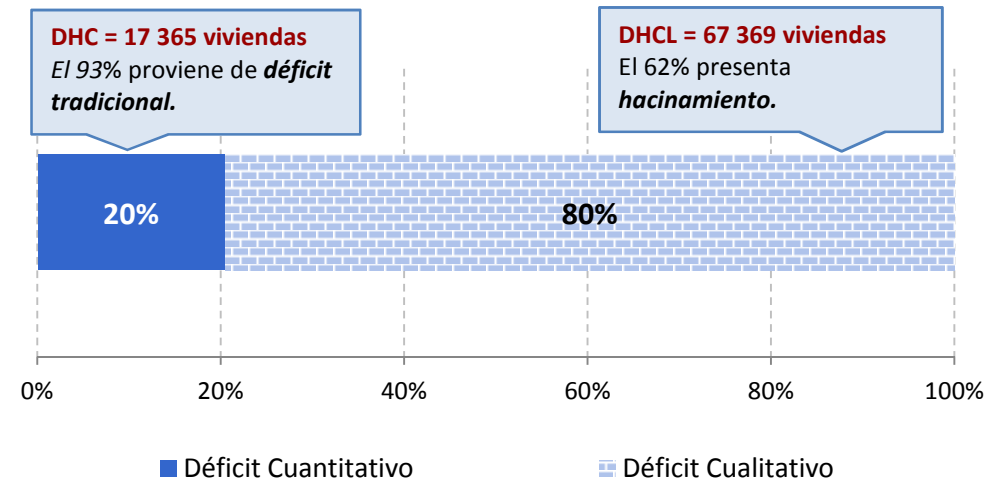 DHC = 17 365 viviendas
El 93% proviene de déficit
tradicional.
DHCL = 67 369 viviendas
El 62% presenta
hacinamiento.
20%
80%
0%
20%
40%
60%
80%
100%
Déficit Cuantitativo
Déficit Cualitativo